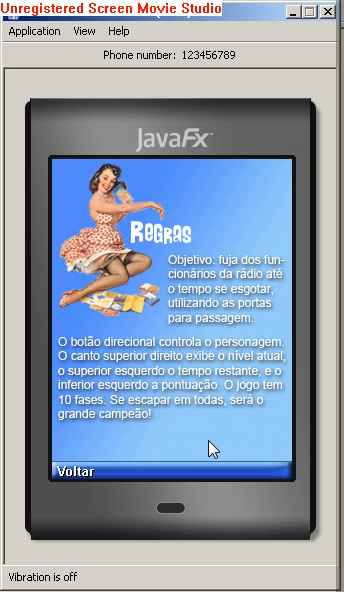 Unregistered Screen Movie Studio
Application View Help
Phone number: 123456789
JavaFx
Regras
Objetivo: fuja dos fun-
cionários da rádio até
o tempo se esgotar,
utilizando as portas
para passagem.
O botão direcional controla o personagem.
O canto superior direito exibe o nível atual,
o superior esquerdo o tempo restante, e o
inferior esquerdo a pontuação. O jogo tem
10 fases. Se escapar em todas, será o
grande campeão!
Voltar
Vibration is off